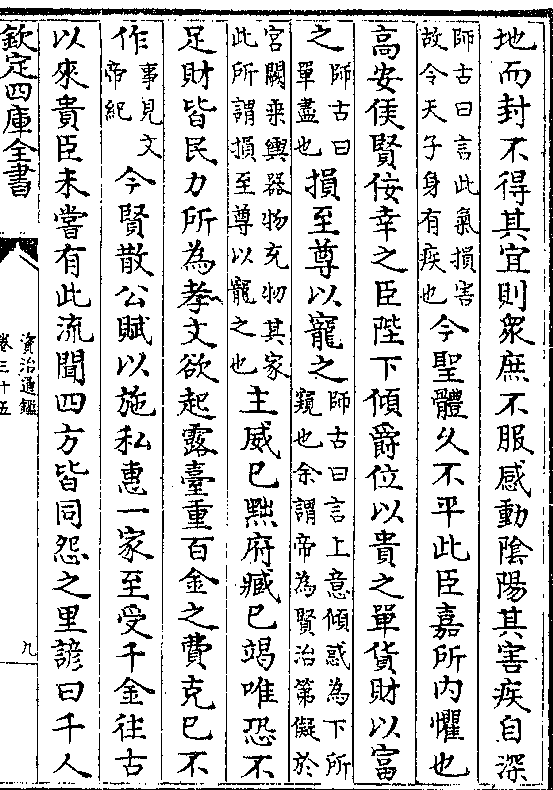 地而封不得其宜則衆庶不服感動陰陽其害疾自深
師古曰言此氣損害
故令天子身有疾也
今聖體久不平此臣嘉所内懼也
高安侯賢佞幸之臣陛下傾爵位以貴之單貨財以富
之
師古曰
單盡也
損至尊以寵之
師古曰言上意傾惑為下所
窺也余謂帝為賢治第儗於
宮闕乗輿器物充物其家
此所謂損至尊以寵之也
主威已黜府臧已竭唯恐不
足財皆民力所為孝文欲起露臺重百金之費克已不
作
事見文
帝紀
今賢散公賦以施私惠一家至受千金往古
以來貴臣未嘗有此流聞四方皆同怨之里諺曰千人
欽定四庫全書
資治通鑑
卷三十五
九